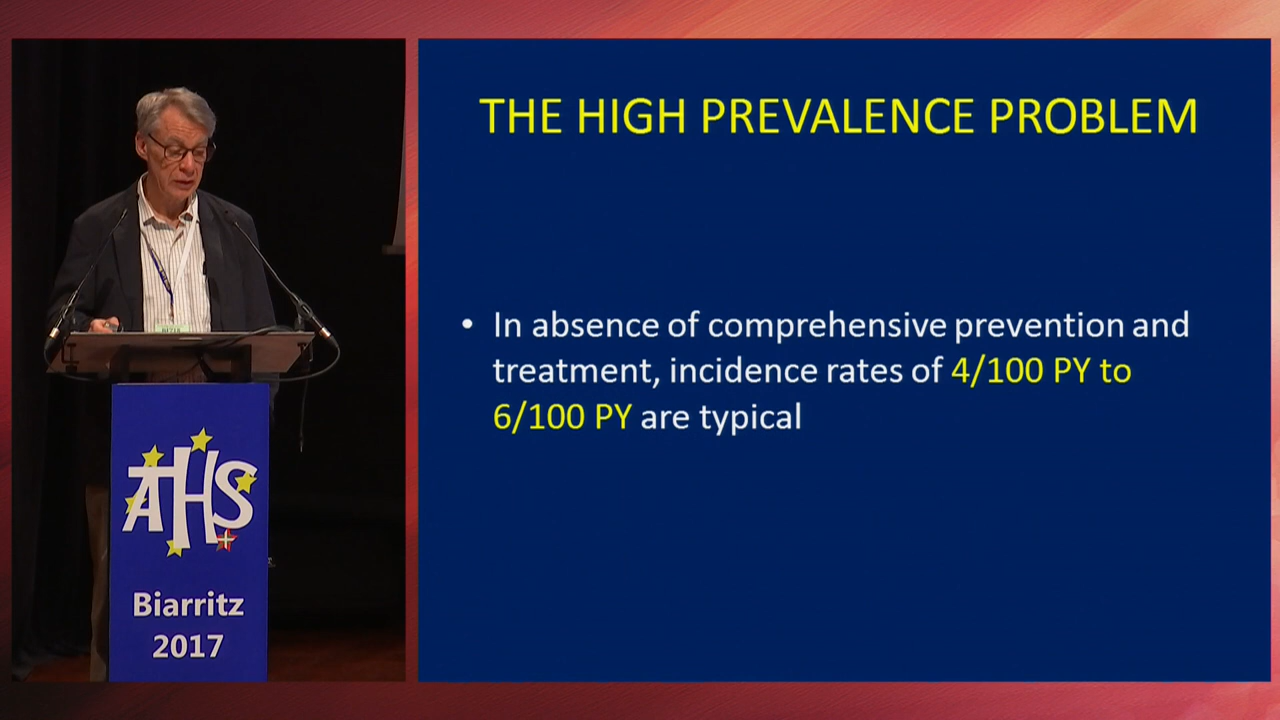 THE HIGH PREVALENCE PROBLEM
• In absence of comprehensive prevention and
treatment, incidence rates of 4/100 PY to
6/100 PY are typical
AHS
Biarritz
2017